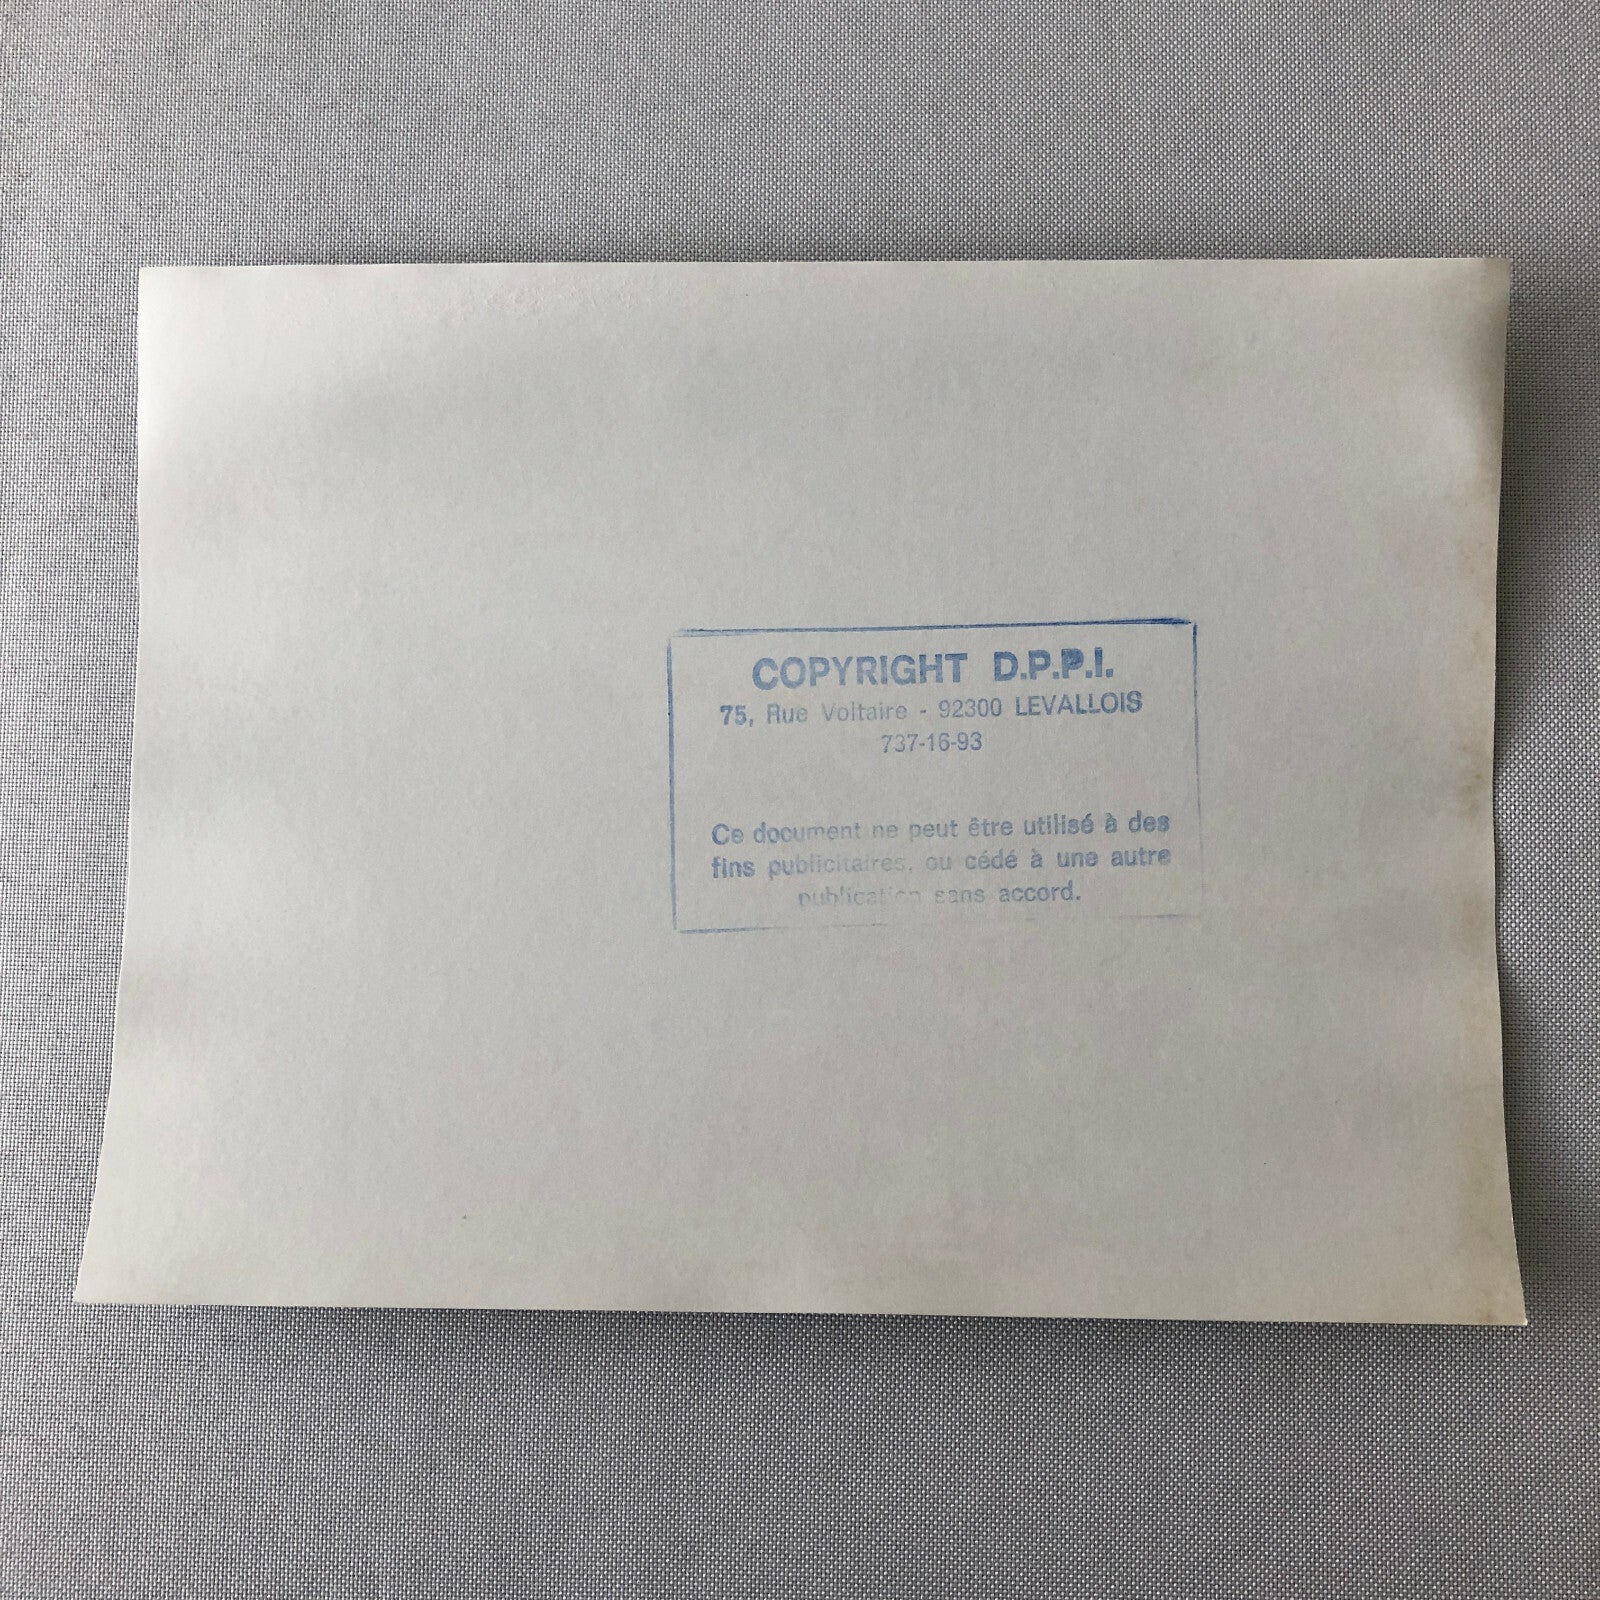 COPYRIGHT D.P.P.I.
75, Rue Voltaire - 92300 LEVALLOIS
737-16-93
Ce document ne peut être utilisé à des
fins publicitaires, ou cédé à une autre
publication sans accord.